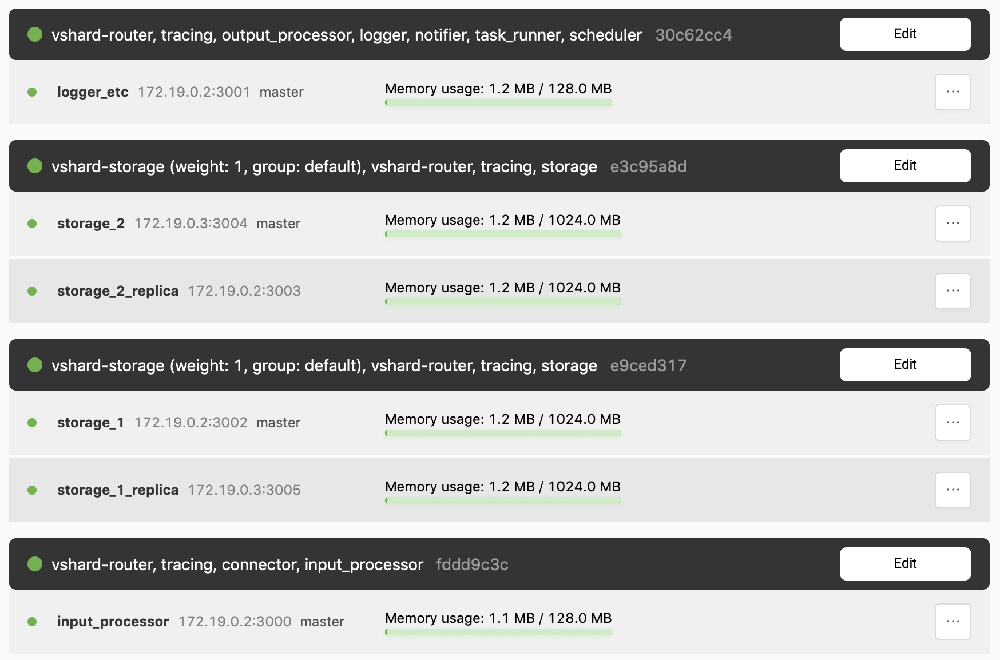 vshard-router, tracing, output_processor, logger, notifier, task_runner, scheduler 30c62cc4 Edit
logger_etc 172.19.0.2:3001 master Memory usage: 1.2 MB / 128.0 MB ...
vshard-storage (weight: 1, group: default), vshard-router, tracing, storage e3c95a8d Edit
storage_2 172.19.0.3:3004 master Memory usage: 1.2 MB / 1024.0 MB ...
storage_2_replica 172.19.0.2:3003 Memory usage: 1.2 MB / 1024.0 MB ...
vshard-storage (weight: 1, group: default), vshard-router, tracing, storage e9ced317 Edit
storage_1 172.19.0.2:3002 master Memory usage: 1.2 MB / 1024.0 MB ...
storage_1_replica 172.19.0.3:3005 Memory usage: 1.2 MB / 1024.0 MB ...
vshard-router, tracing, connector, input_processor fddd9c3c Edit
input_processor 172.19.0.2:3000 master Memory usage: 1.1 MB / 128.0 MB ...